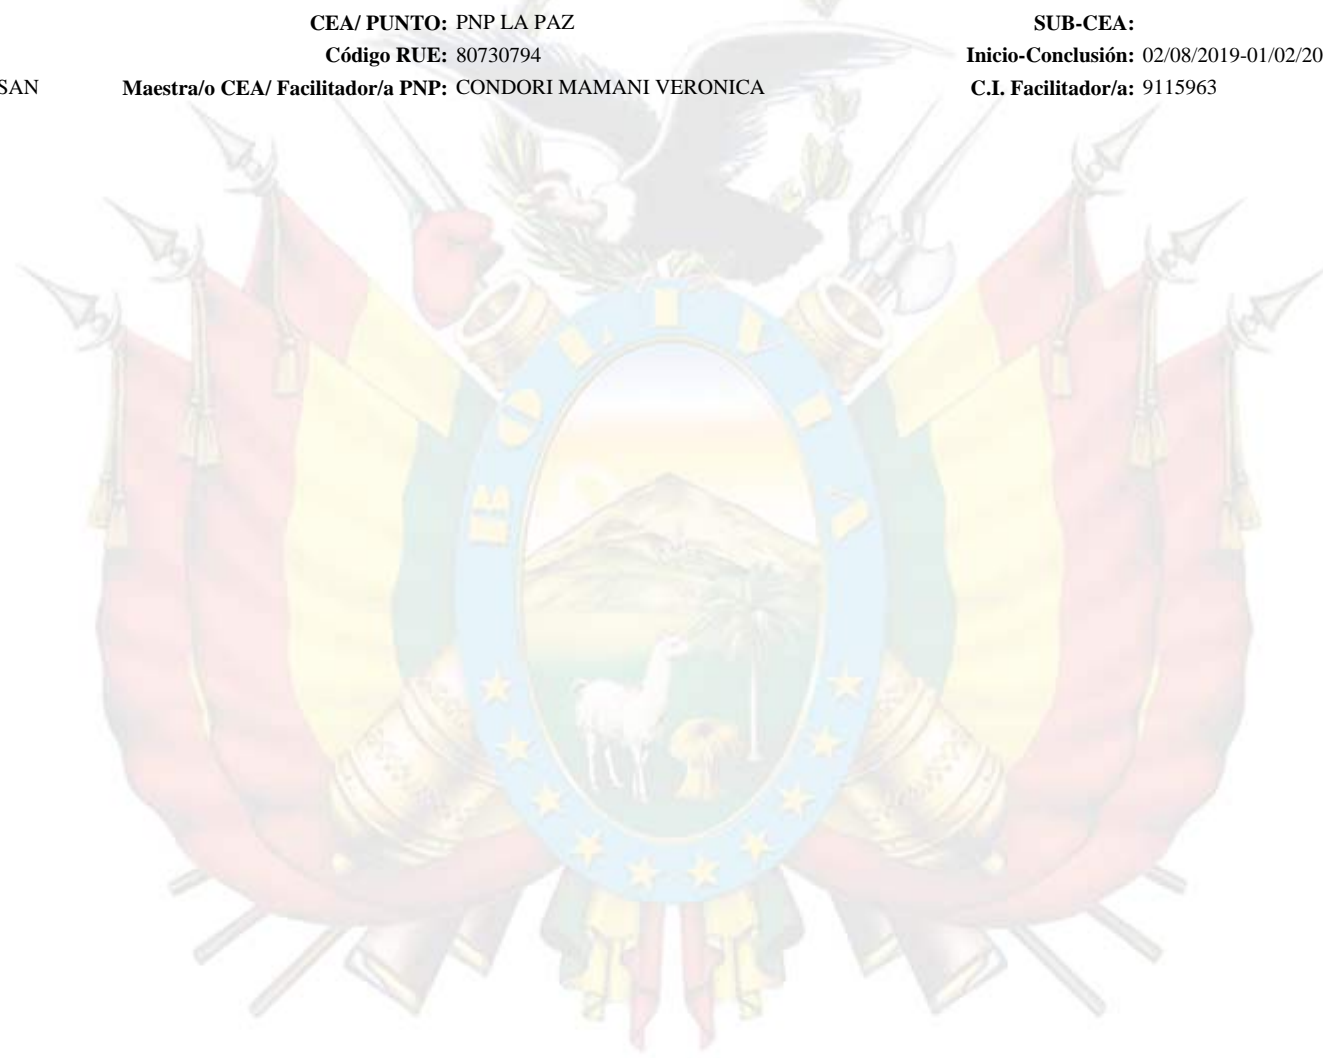 CEA/ PUNTO: PNP LA PAZ SUB-CEA:
Código RUE: 80730794 Inicio-Conclusión: 02/08/2019-01/02/20
SAN Maestra/o CEA/ Facilitador/a PNP: CONDORI MAMANI VERONICA C.I. Facilitador/a: 9115963
BOLIVIA